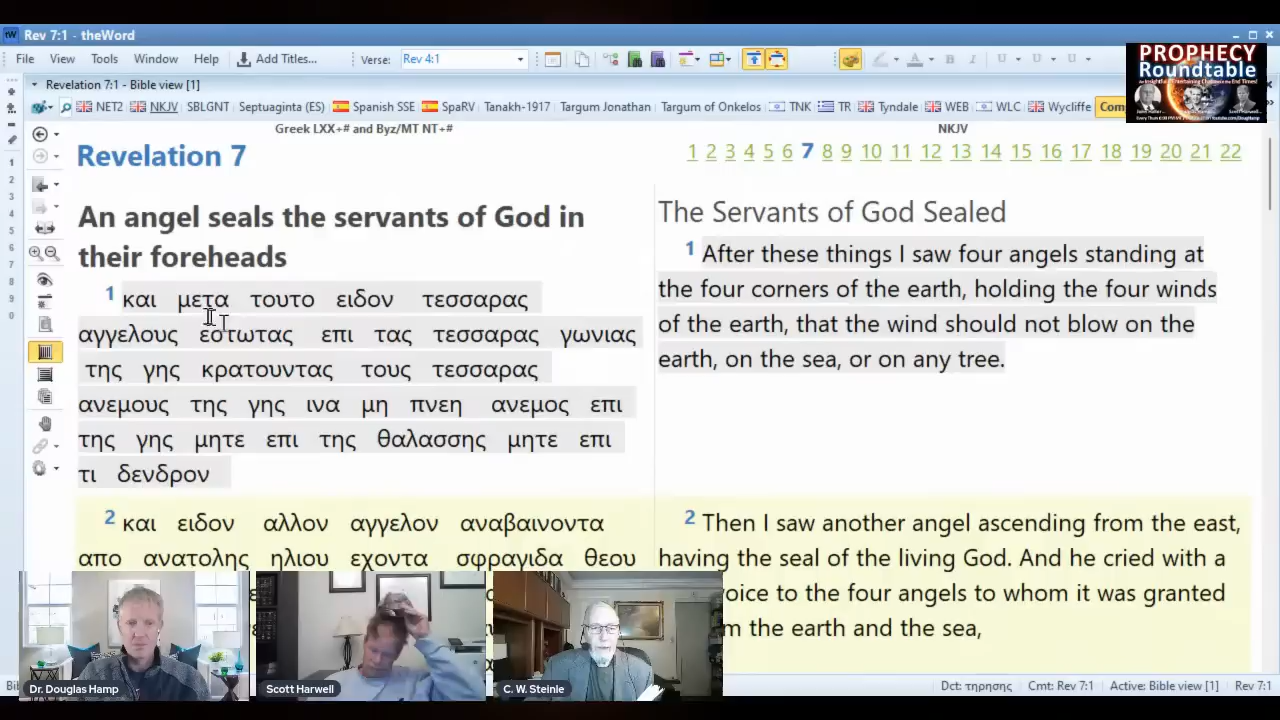 Rev 7:1 - theWord
PROPHECY
Roundtable
File View Tools Window Help Add Titles... Verse: Rev 4:1
Revelation 7:1 - Bible view [1]
NET2 NKJV SBLGNT Septuaginta (ES) Spanish SSE SpaRV Tanakh-1917 Targum Jonathan Targum of Onkelos TNK TR Tyndale WEB WLC Wycliffe
Greek LXX+# and Byz/MT NT+#
NKJV
Revelation 7
1 2 3 4 5 6 7 8 9 10 11 12 13 14 15 16 17 18 19 20 21 22
An angel seals the servants of God in
their foreheads
1 και μετα τουτο ειδον τεσσαρας
αγγελους εστωτας επι τας τεσσαρας γωνιας
της γης κρατουντας τους τεσσαρας
ανεμους της γης ινα μη πνεη ανεμος επι
της γης μητε επι της θαλασσης μητε επι
τι δενδρον
2 και ειδον αλλον αγγελον αναβαινοντα
απο ανατολης ηλιου εχοντα σφραγιδα θεου
The Servants of God Sealed
1 After these things I saw four angels standing at
the four corners of the earth, holding the four winds
of the earth, that the wind should not blow on the
earth, on the sea, or on any tree.
2 Then I saw another angel ascending from the east,
having the seal of the living God. And he cried with a
voice to the four angels to whom it was granted
the earth and the sea,
Dr. Douglas Hamp
Scott Harwell
C. W. Steinle
Dct: τηρησης Cmt: Rev 7:1 Active: Bible view [1] Rev 7:1